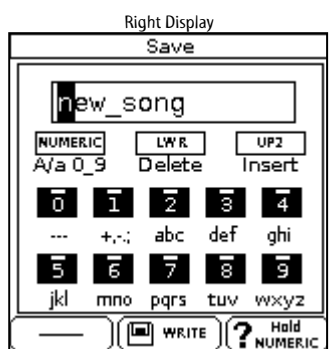 Right Display
Save
new_song
NUMERIC LWR UP2
A/a 0_9 Delete Insert
0 1 2 3 4
--- +,-.; abc def ghi
5 6 7 8 9
jkl mno pqrs tuv wxyz
WRITE ? Hold NUMERIC